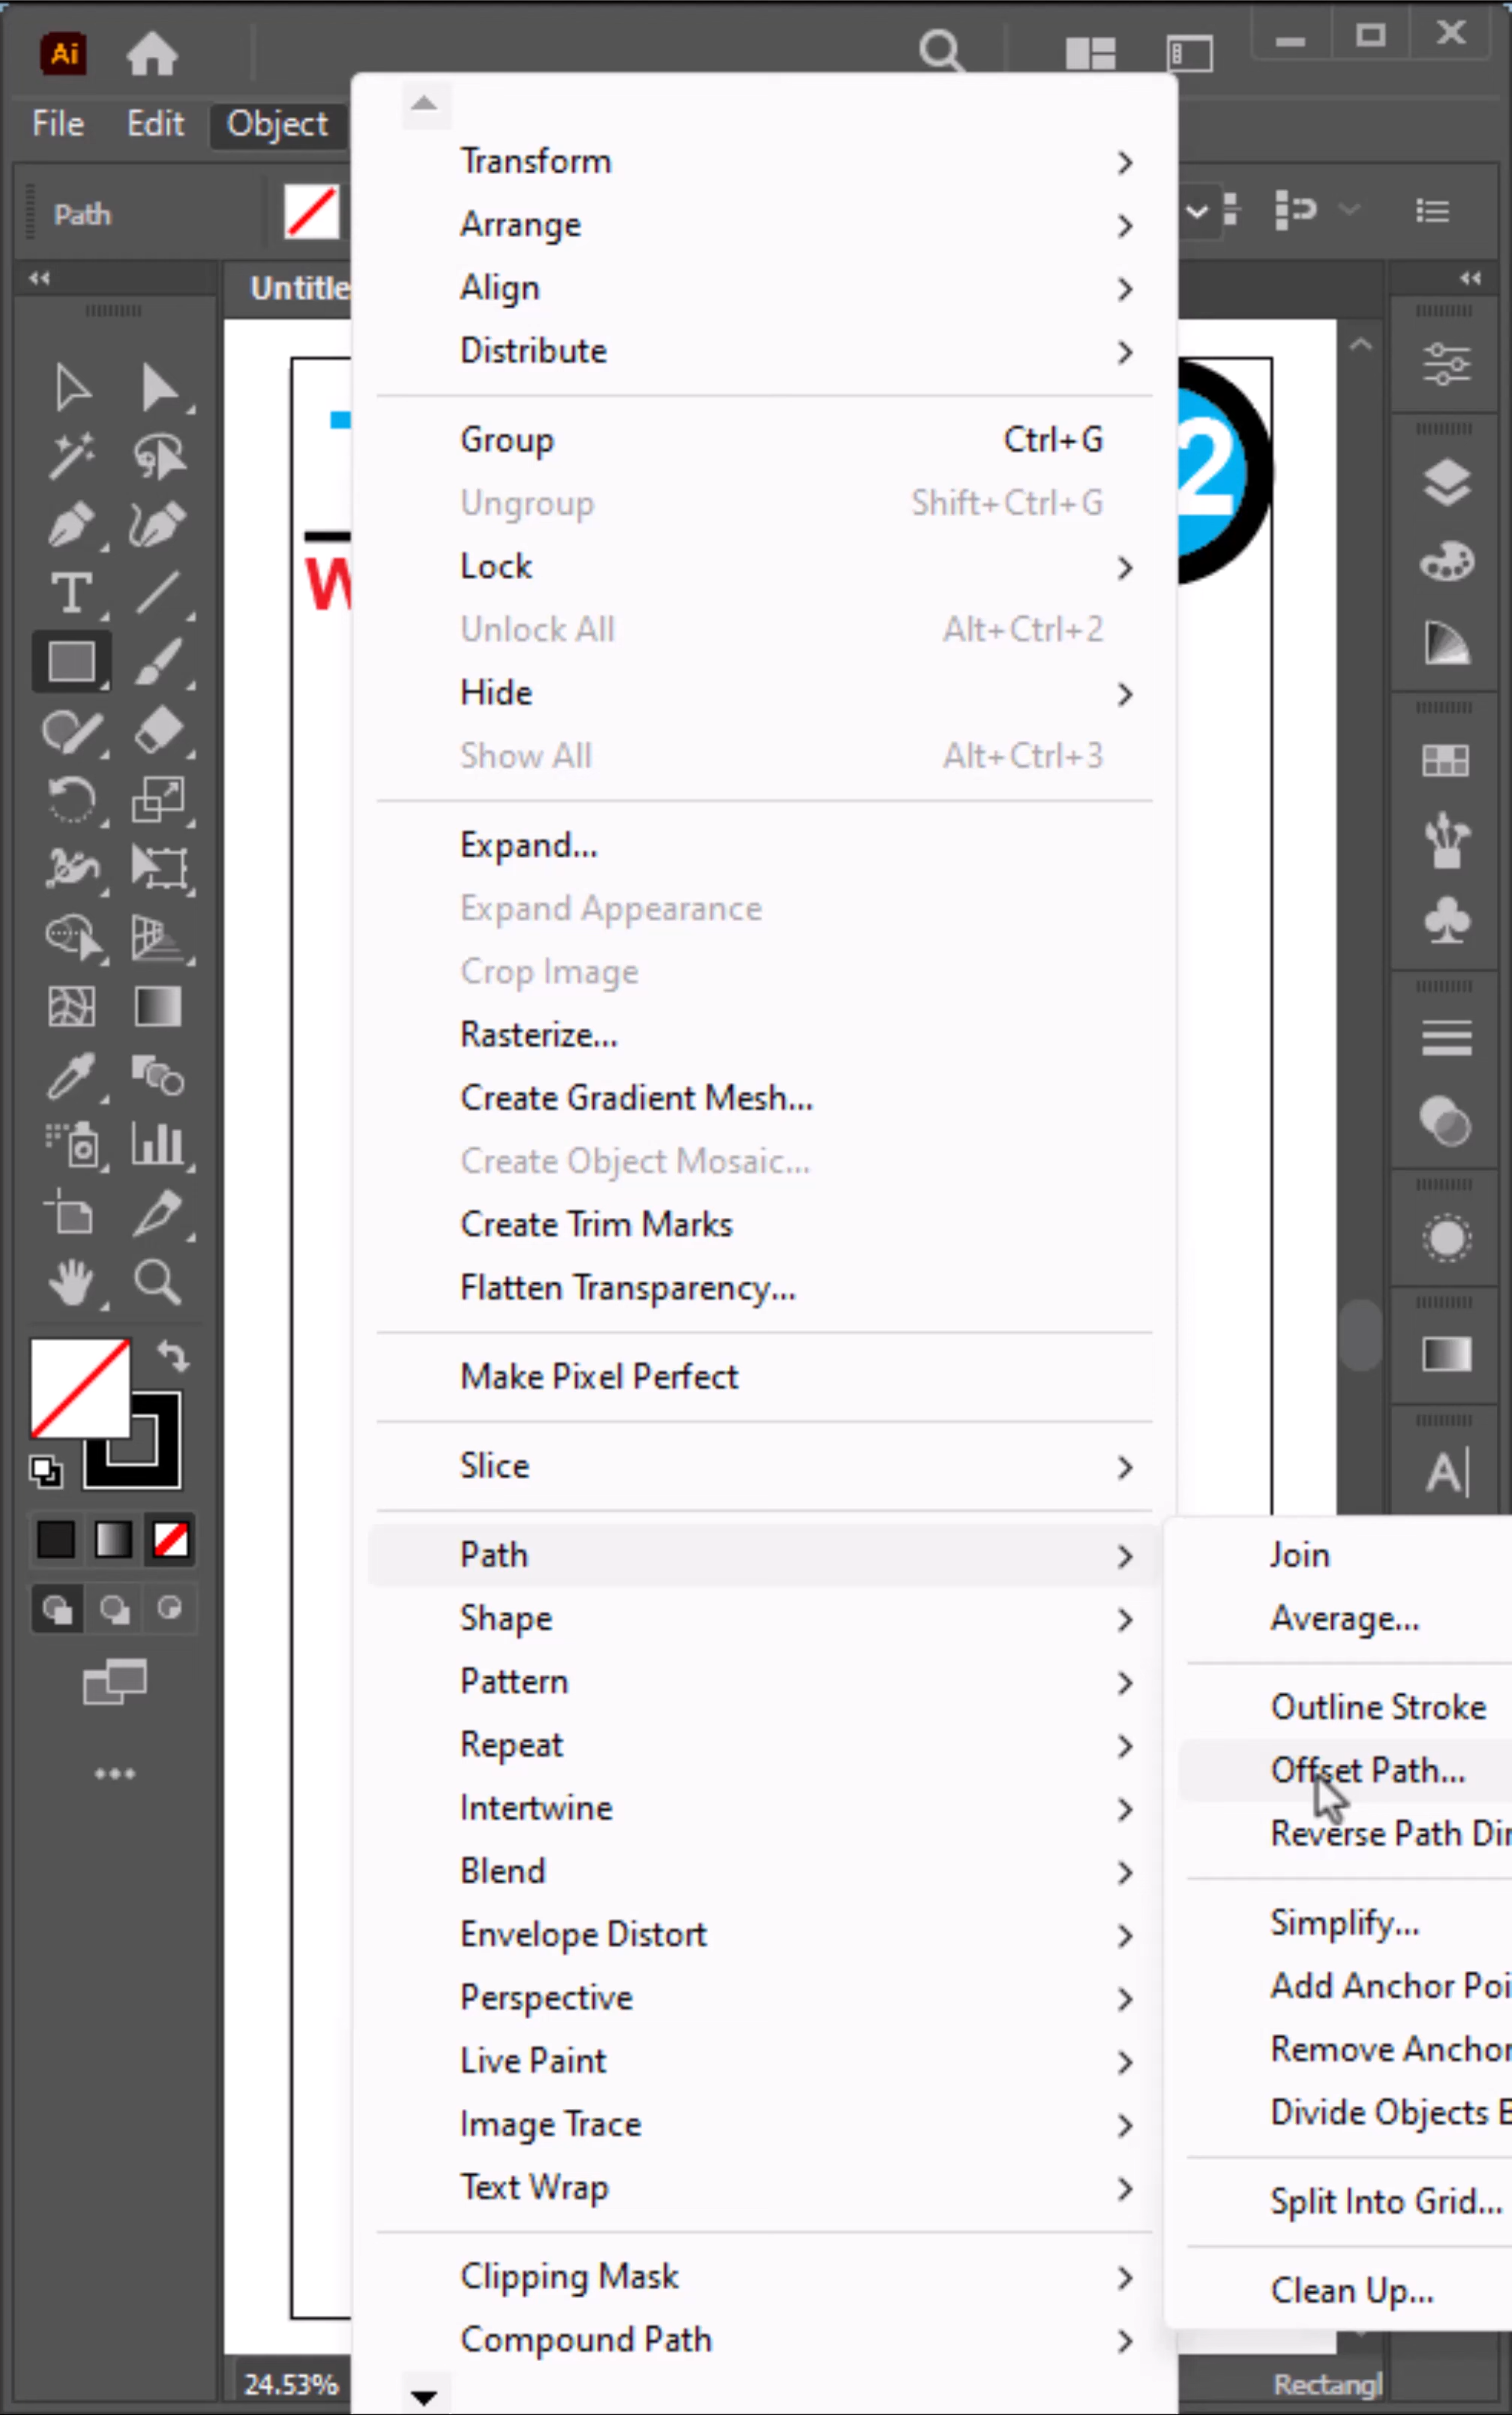 Ai
File Edit Object
Path
Untitle
Transform
Arrange
Align
Distribute
Group Ctrl+G
Ungroup Shift+Ctrl+G
Lock
Unlock All Alt+Ctrl+2
Hide
Show All Alt+Ctrl+3
Expand...
Expand Appearance
Crop Image
Rasterize...
Create Gradient Mesh...
Create Object Mosaic...
Create Trim Marks
Flatten Transparency...
Make Pixel Perfect
Slice
Path
Shape
Pattern
Repeat
Intertwine
Blend
Envelope Distort
Perspective
Live Paint
Image Trace
Text Wrap
Clipping Mask
Compound Path
Join
Average...
Outline Stroke
Offset Path...
Reverse Path Dir
Simplify...
Add Anchor Poi
Remove Anchor
Divide Objects B
Split Into Grid...
Clean Up...
2
W
T
A
24.53%
Rectangl